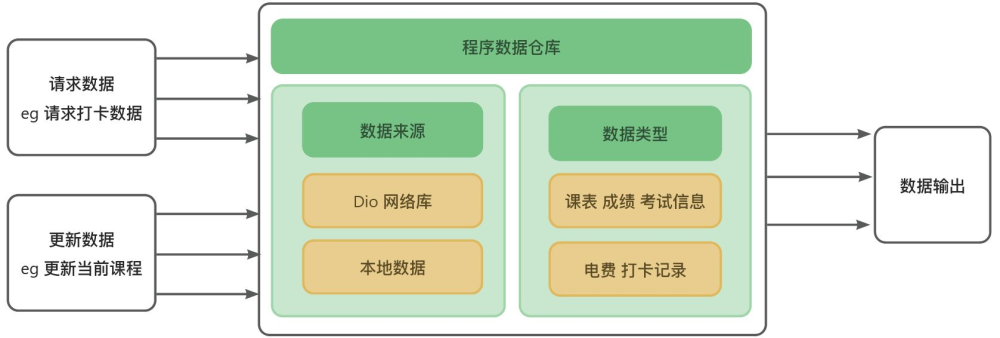 请求数据
eg 请求打卡数据
更新数据
eg 更新当前课程
程序数据仓库
数据来源
Dio 网络库
本地数据
数据类型
课表 成绩 考试信息
电费 打卡记录
数据输出